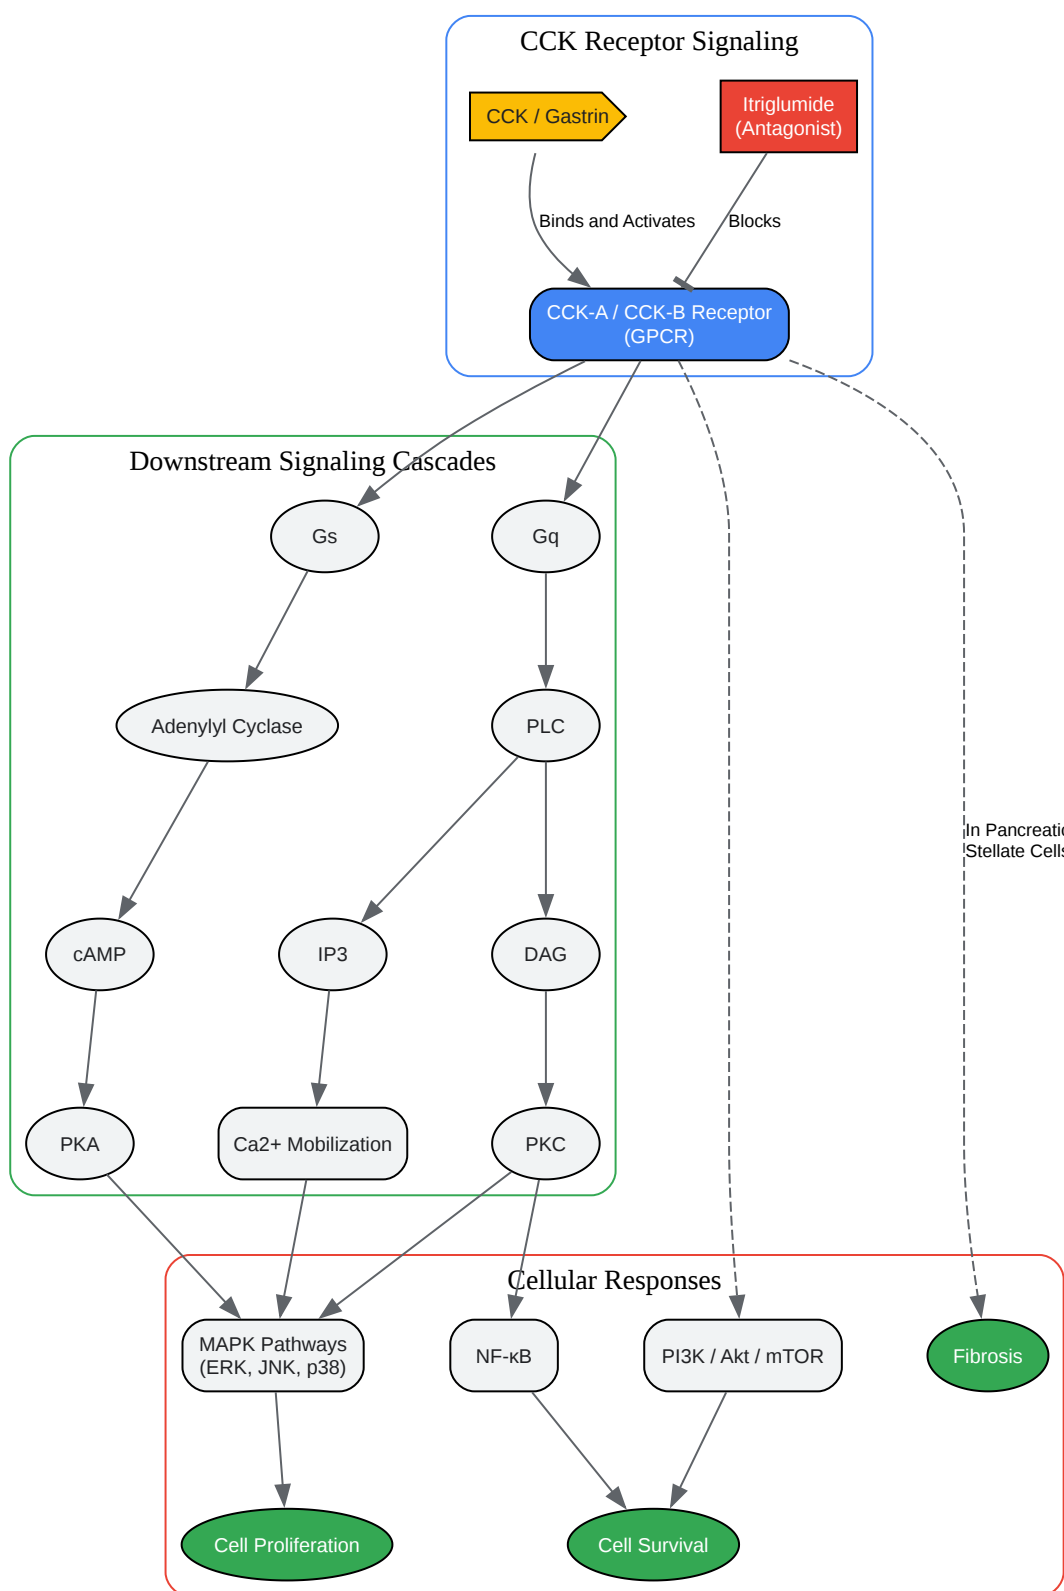 CCK Receptor Signaling
CCK / Gastrin
Itriglumide
(Antagonist)
Binds and Activates
Blocks
CCK-A / CCK-B Receptor
(GPCR)
Downstream Signaling Cascades
Gs
Gq
Adenylyl Cyclase
PLC
In Pancreatic
Stellate Cells
cAMP
IP3
DAG
PKA
Ca2+ Mobilization
PKC
Cellular Responses
MAPK Pathways
(ERK, JNK, p38)
NF-κB
PI3K / Akt / mTOR
Fibrosis
Cell Proliferation
Cell Survival